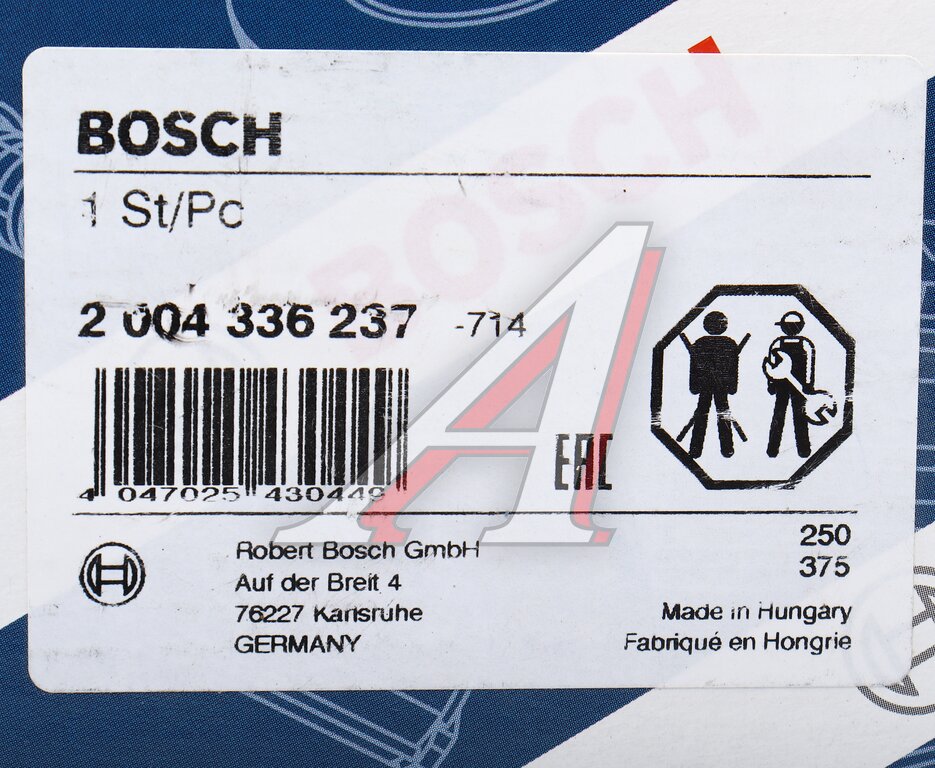 BOSCH
1 St/Pc
2 004 336 237 -714
4 047025 430449
EAC
Robert Bosch GmbH
Auf der Breit 4
76227 Karlsruhe
GERMANY
250
375
Made in Hungary
Fabriqué en Hongrie
BOSCH